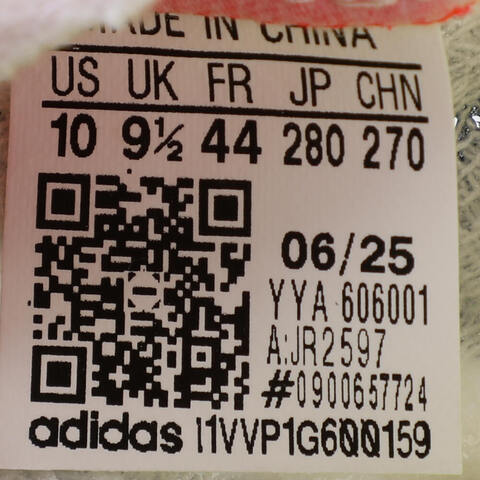 MADE IN CHINA
US UK FR JP CHN
10 9½ 44 280 270
06/25
YYA 606001
A:JR2597
#0900657724
adidas I1VVP1G6000159